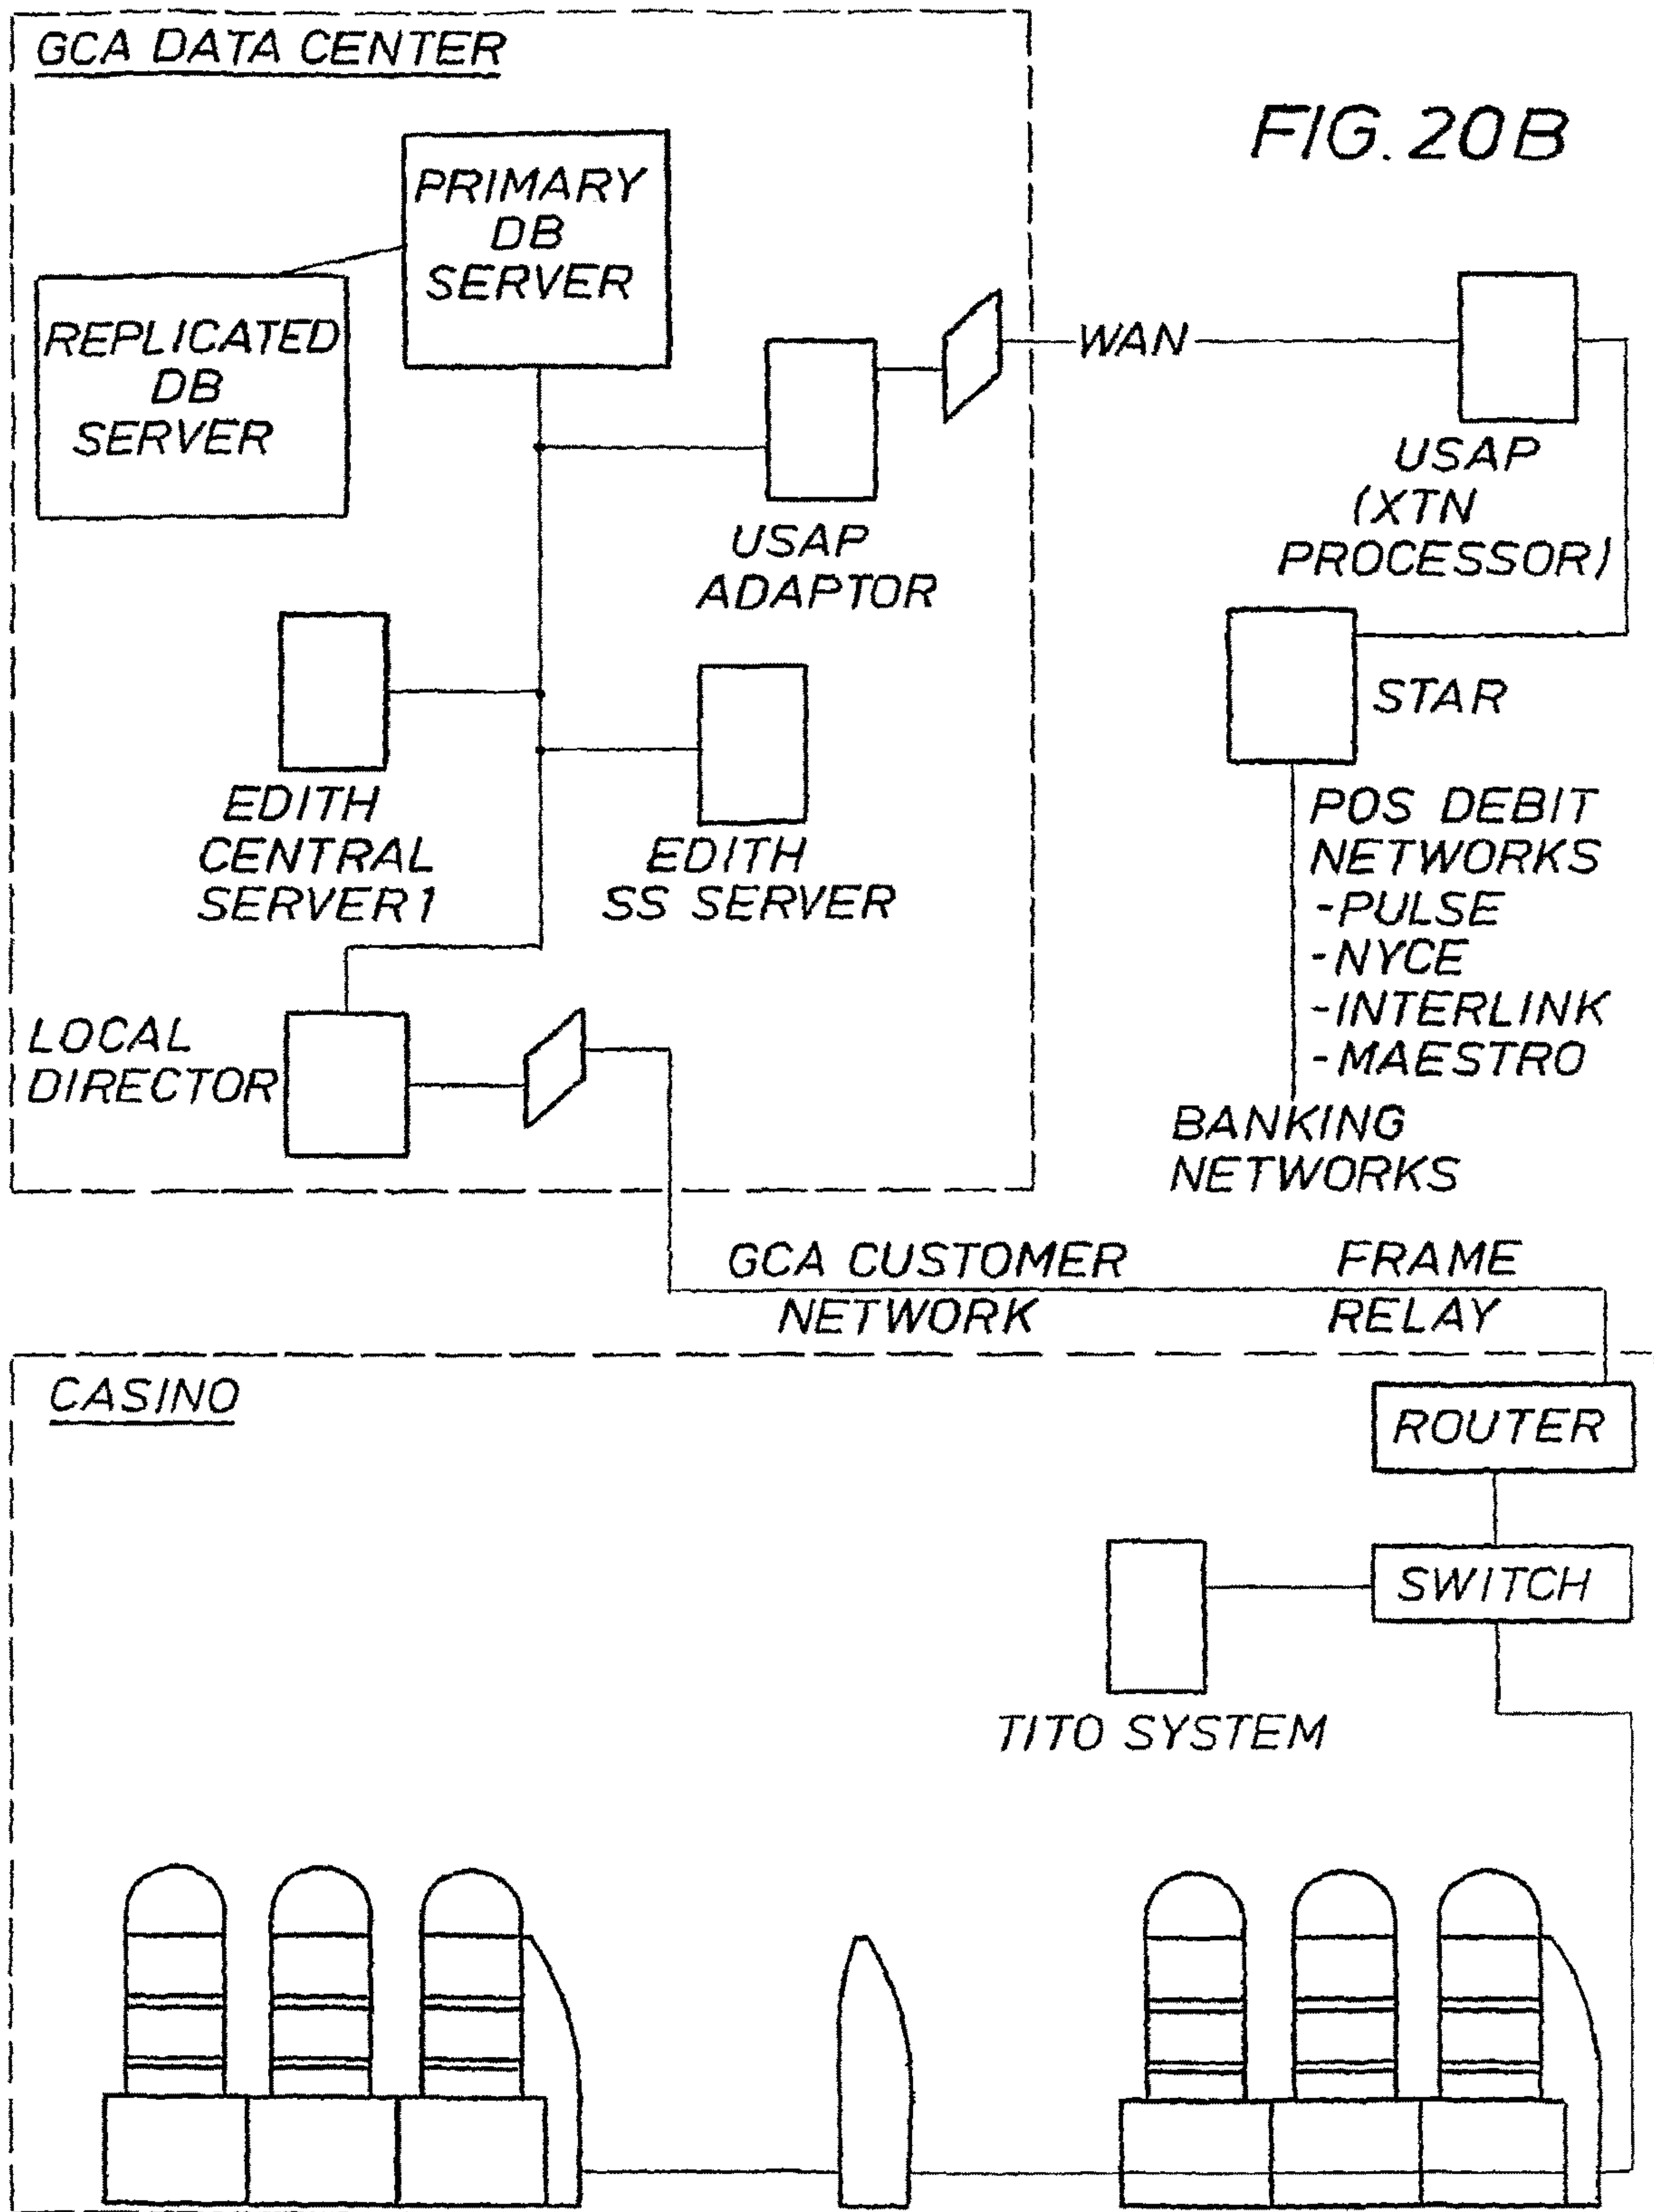 GCA DATA CENTER
FIG. 20B
PRIMARY
DB
SERVER
REPLICATED
DB
SERVER
WAN
USAP
(XTN
PROCESSOR)
USAP
ADAPTOR
STAR
EDITH
CENTRAL
SERVER 1
EDITH
SS SERVER
POS DEBIT
NETWORKS
-PULSE
-NYCE
-INTERLINK
-MAESTRO
LOCAL
DIRECTOR
BANKING
NETWORKS
GCA CUSTOMER
NETWORK
FRAME
RELAY
CASINO
ROUTER
SWITCH
TITO SYSTEM